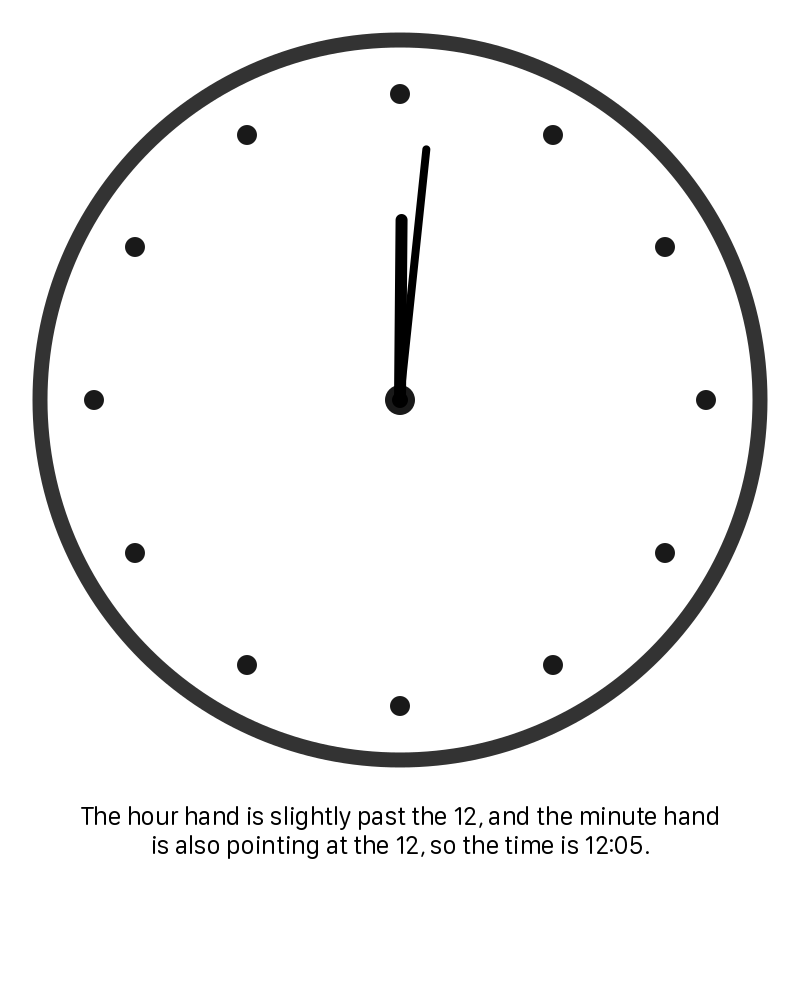 The hour hand is slightly past the 12, and the minute hand
is also pointing at the 12, so the time is 12:05.